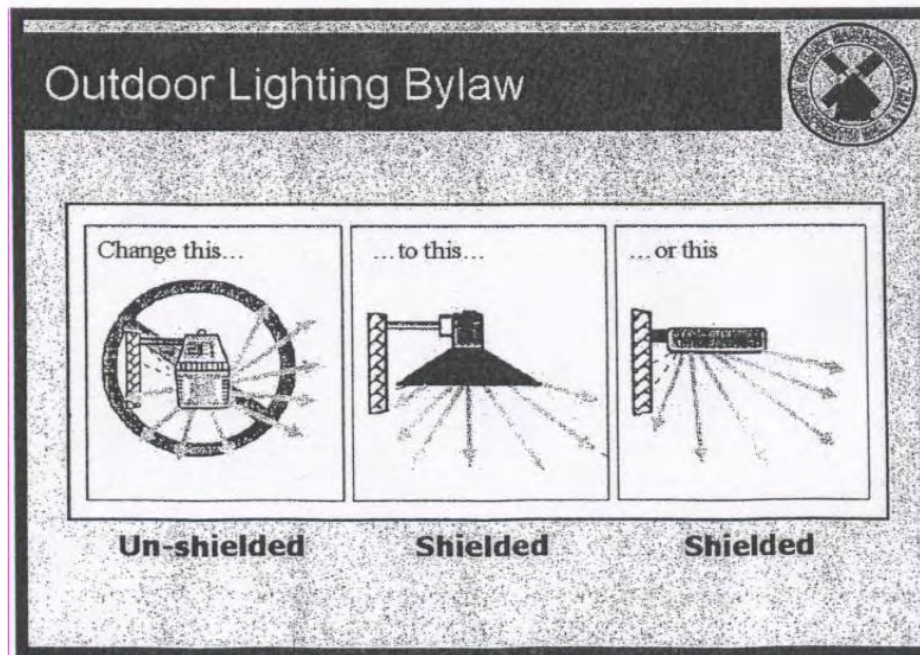 Outdoor Lighting Bylaw
Change this...
...to this...
...or this
Un-shielded
Shielded
Shielded